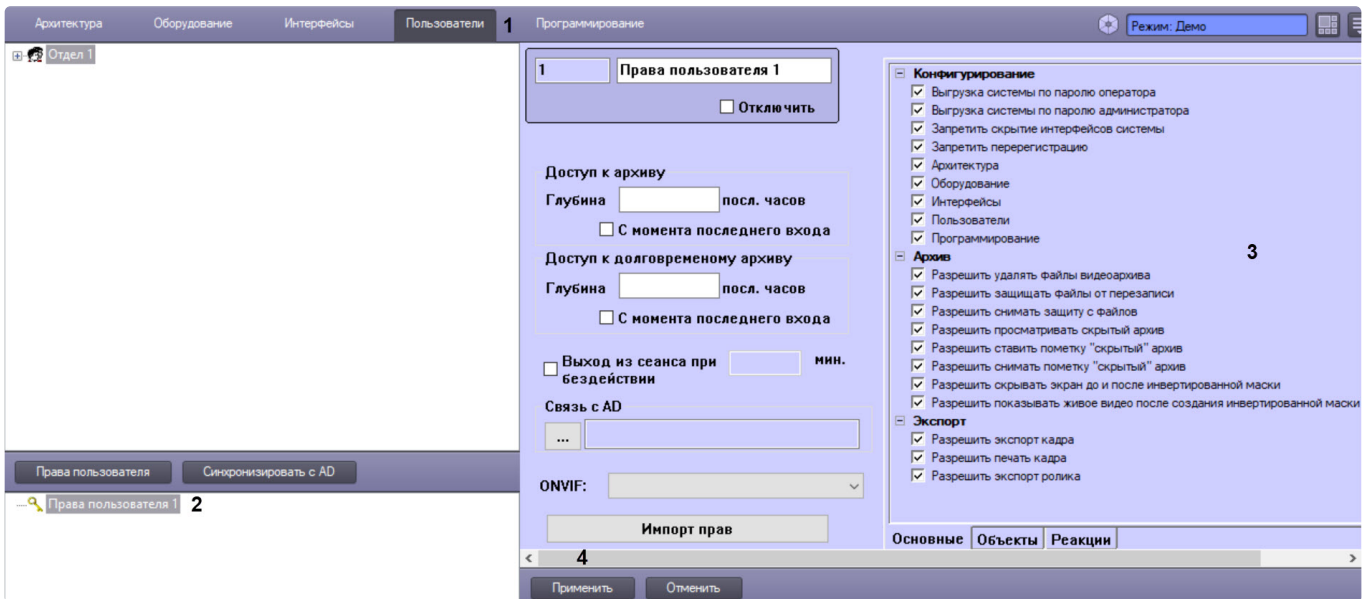 Архитектура Оборудование Интерфейсы Пользователи 1 Программирование Режим: Демо
Отдел 1
1 Права пользователя 1
Отключить
Доступ к архиву
Глубина посл. часов
С момента последнего входа
Доступ к долговременому архиву
Глубина посл. часов
С момента последнего входа
Выход из сеанса при бездействии мин.
Связь с AD
...
ONVIF:
Импорт прав
Конфигурирование
Выгрузка системы по паролю оператора
Выгрузка системы по паролю администратора
Запретить скрытие интерфейсов системы
Запретить перерегистрацию
Архитектура
Оборудование
Интерфейсы
Пользователи
Программирование
3
Архив
Разрешить удалять файлы видеоархива
Разрешить защищать файлы от перезаписи
Разрешить снимать защиту с файлов
Разрешить просматривать скрытый архив
Разрешить ставить пометку "скрытый" архив
Разрешить снимать пометку "скрытый" архив
Разрешить скрывать экран до и после инвертированной маски
Разрешить показывать живое видео после создания инвертированной маски
Экспорт
Разрешить экспорт кадра
Разрешить печать кадра
Разрешить экспорт ролика
Основные Объекты Реакции
Права пользователя Синхронизировать с AD
Права пользователя 1 2
4
Применить Отменить